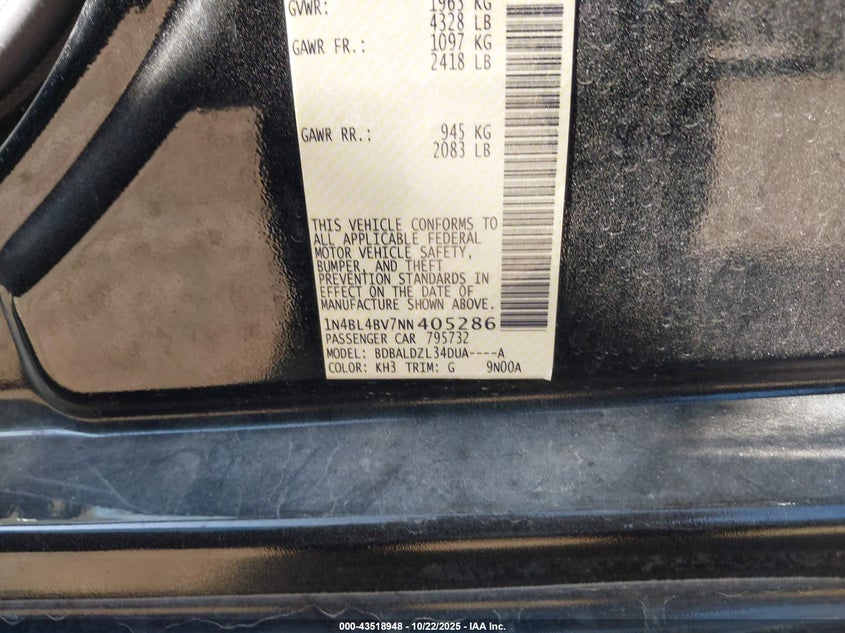 GVWR: 1963 KG
4328 LB
GAWR FR.: 1097 KG
2418 LB
GAWR RR.: 945 KG
2083 LB
THIS VEHICLE CONFORMS TO
ALL APPLICABLE FEDERAL
MOTOR VEHICLE SAFETY,
BUMPER, AND THEFT
PREVENTION STANDARDS IN
EFFECT ON THE DATE OF
MANUFACTURE SHOWN ABOVE.
1N4BL4BV7NN405286
PASSENGER CAR 795732
MODEL: BDBALDZL34DUA----A
COLOR: KH3 TRIM: G 9N00A
000-43518948 - 10/22/2025 - IAA Inc.